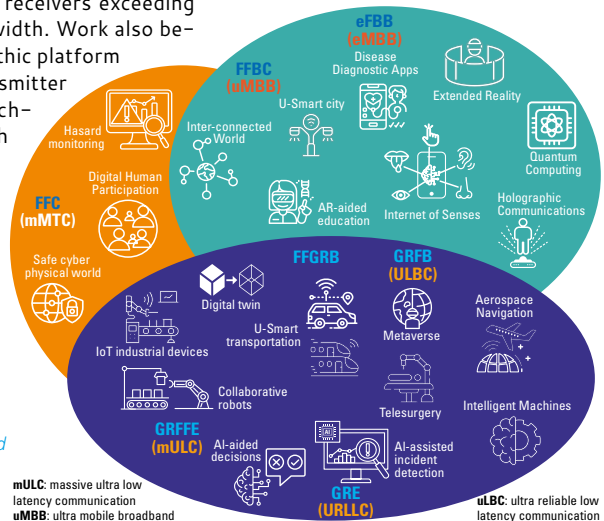 receivers exceeding
width. Work also be-
thic platform
smitter
ch-
h
eFBB
(eMBB)
Disease
Diagnostic Apps
FFBC
(uMBB)
U-Smart city
Extended Reality
Inter-connected
World
Hasard
monitoring
Quantum
Computing
Digital Human
Participation
FFC
(mMTC)
AR-aided
education
Internet of Senses
Holographic
Communications
Safe cyber
physical world
FFGRB
GRFB
(ULBC)
Digital twin
Metaverse
Aerospace
Navigation
U-Smart
transportation
IoT industrial devices
Collaborative
robots
Telesurgery
Intelligent Machines
GRFFE
(mULC)
AI-aided
decisions
AI
AI-assisted
incident
detection
GRE
(URLLC)
d
mULC: massive ultra low
latency communication
uMBB: ultra mobile broadband
uLBC: ultra reliable low
latency communication